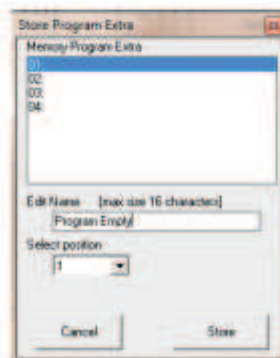 Store Program Extra
Memory Program Extra
01:
02:
03:
04:
Edit Name [max size 16 characters]
Program Empty
Select position
1
Cancel
Store